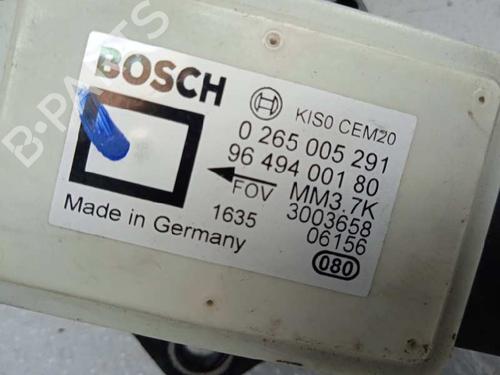 BOSCH
KIS0 CEM20
0 265 005 291
96 494 001 80
FOV MM3.7K
1635 3003658
Made in Germany 06156
080
B-PARTS